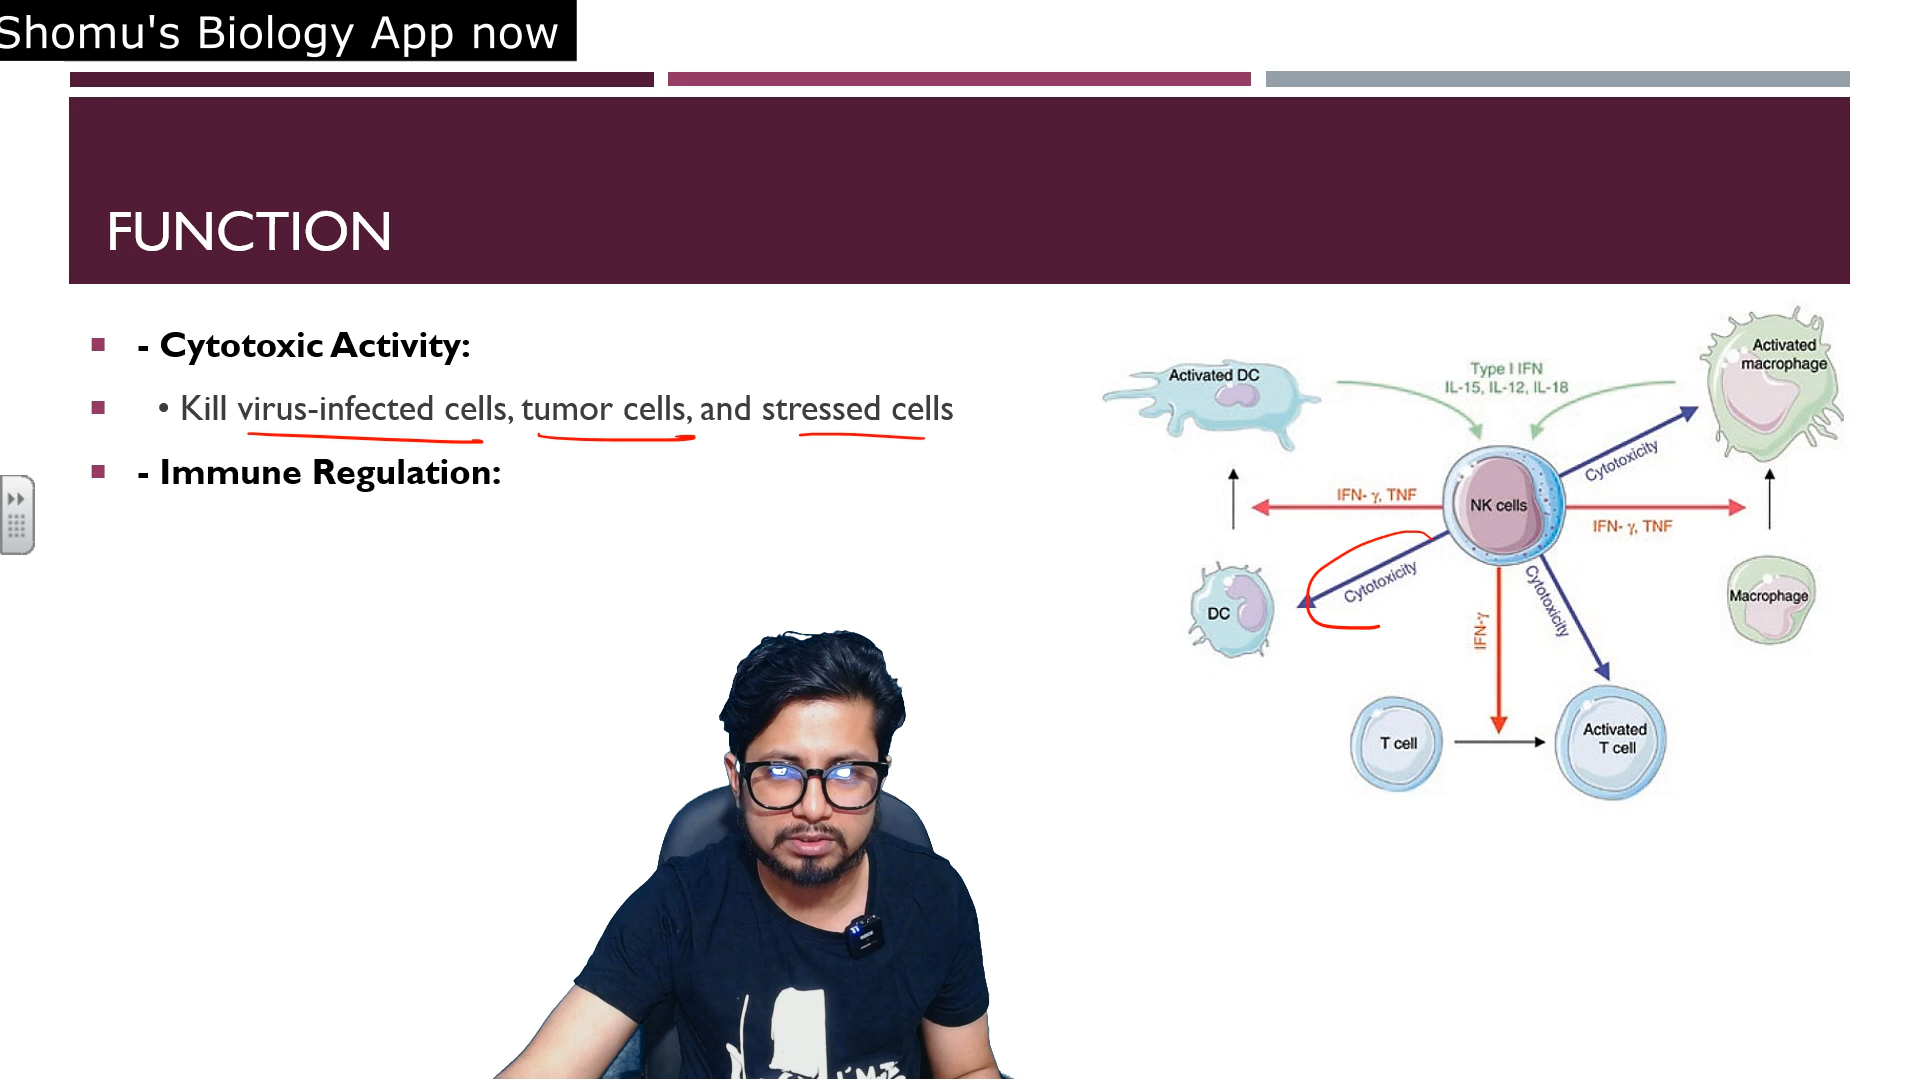 Shomu's Biology App now
FUNCTION
- Cytotoxic Activity:
• Kill virus-infected cells, tumor cells, and stressed cells
- Immune Regulation:
Activated DC
Type I IFN
IL-15, IL-12, IL-18
Activated
macrophage
Cytotoxicity
NK cells
IFN- γ, TNF
IFN- γ, TNF
Cytotoxicity
DC
Cytotoxicity
IFN-γ
Macrophage
T cell
Activated
T cell